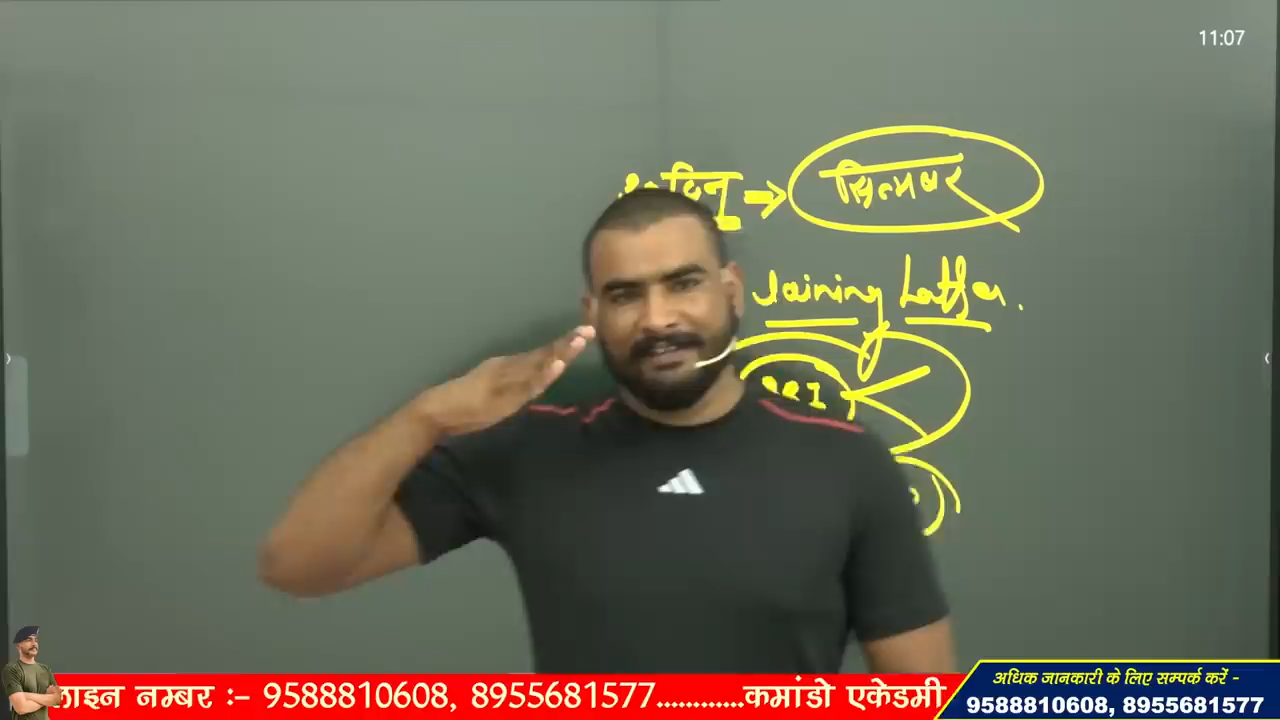 11:07
सितम्बर
Joining Letter.
लाइन नम्बर :- 9588810608, 8955681577............कमांडो एकेडमी
अधिक जानकारी के लिए सम्पर्क करें -
9588810608, 8955681577